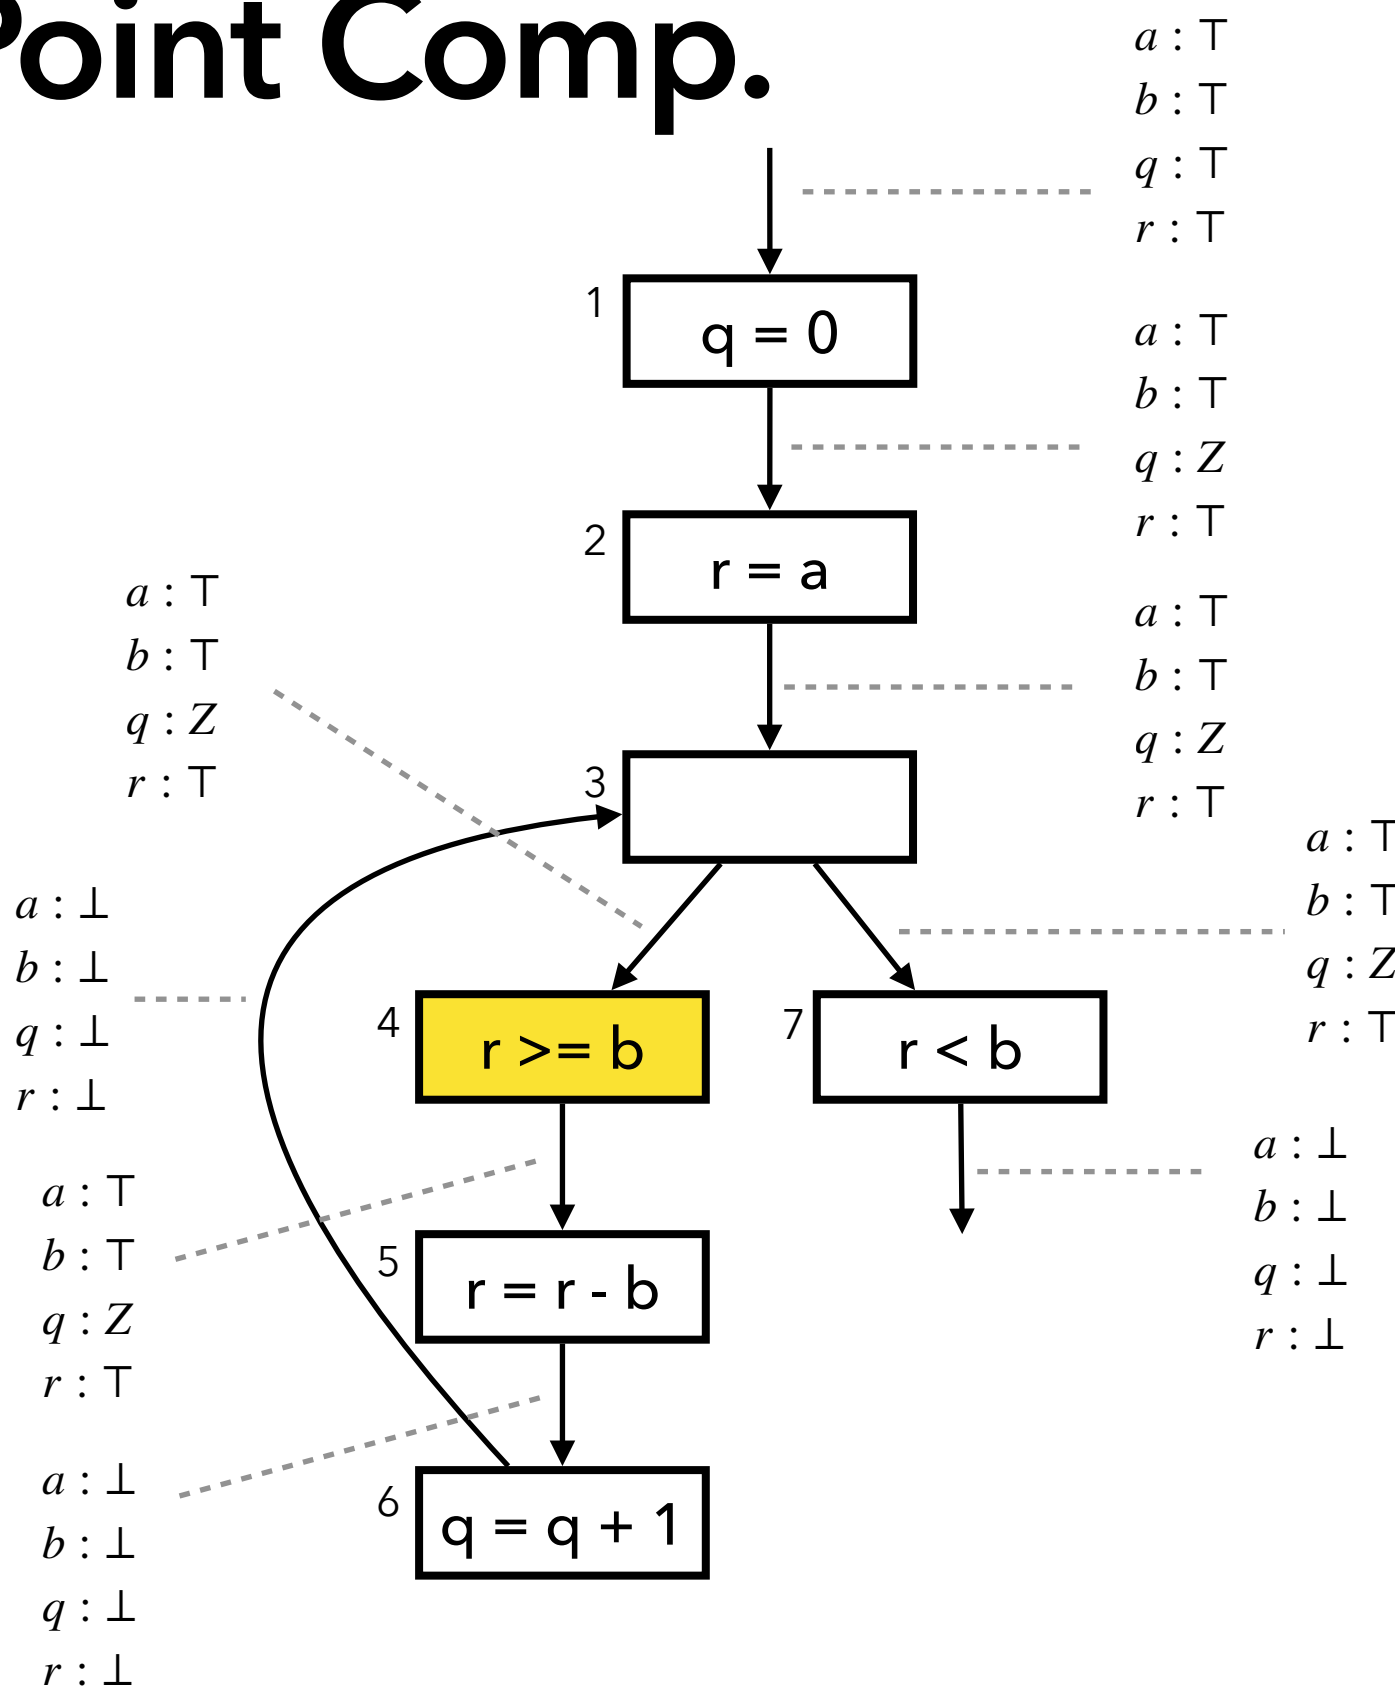 Point Comp.
a : ⊤
b : ⊤
q : ⊤
r : ⊤
1
q = 0
a : ⊤
b : ⊤
q : Z
r : ⊤
2
r = a
a : ⊤
b : ⊤
q : Z
r : ⊤
a : ⊤
b : ⊤
q : Z
r : ⊤
3
a : ⊤
b : ⊤
q : Z
r : ⊤
a : ⊥
b : ⊥
q : ⊥
r : ⊥
4
r >= b
7
r < b
a : ⊤
b : ⊤
q : Z
r : ⊤
a : ⊥
b : ⊥
q : ⊥
r : ⊥
5
r = r - b
a : ⊥
b : ⊥
q : ⊥
r : ⊥
6
q = q + 1